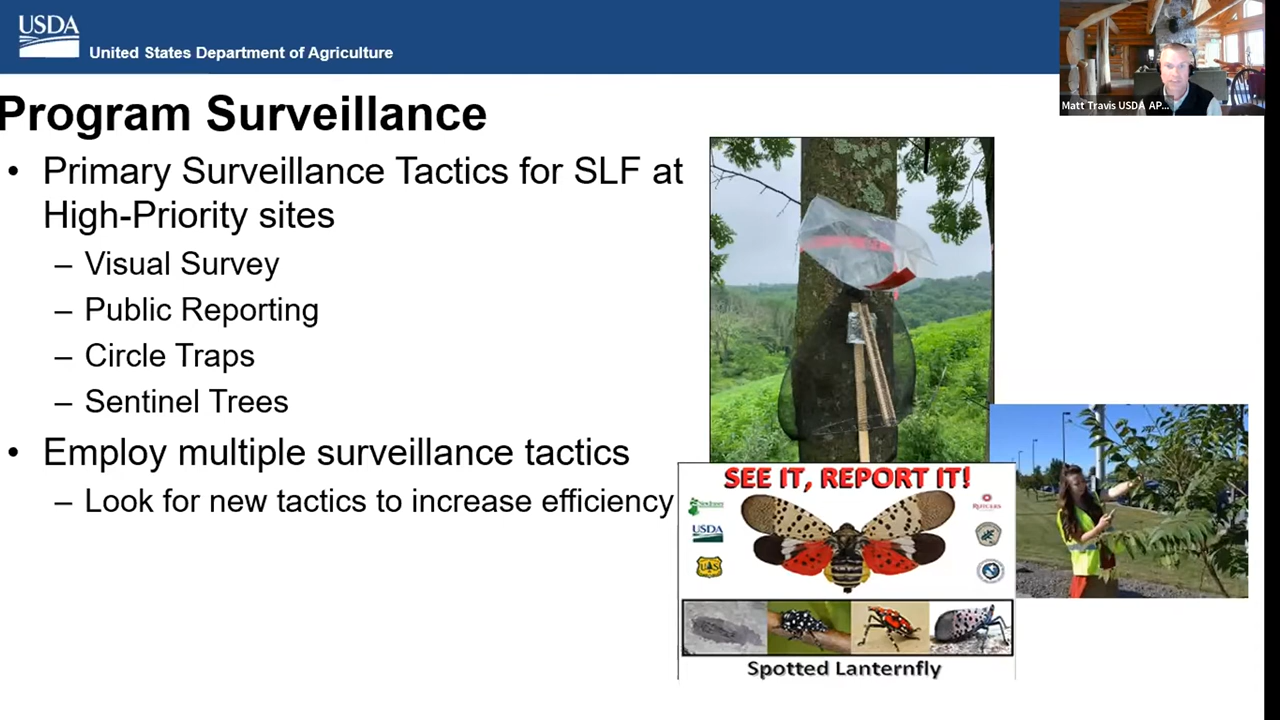 USDA
United States Department of Agriculture
Matt Travis USDA AP...
Program Surveillance
• Primary Surveillance Tactics for SLF at
High-Priority sites
– Visual Survey
– Public Reporting
– Circle Traps
– Sentinel Trees
• Employ multiple surveillance tactics
– Look for new tactics to increase efficiency
SEE IT, REPORT IT!
RUTGERS
USDA
UAS
Spotted Lanternfly